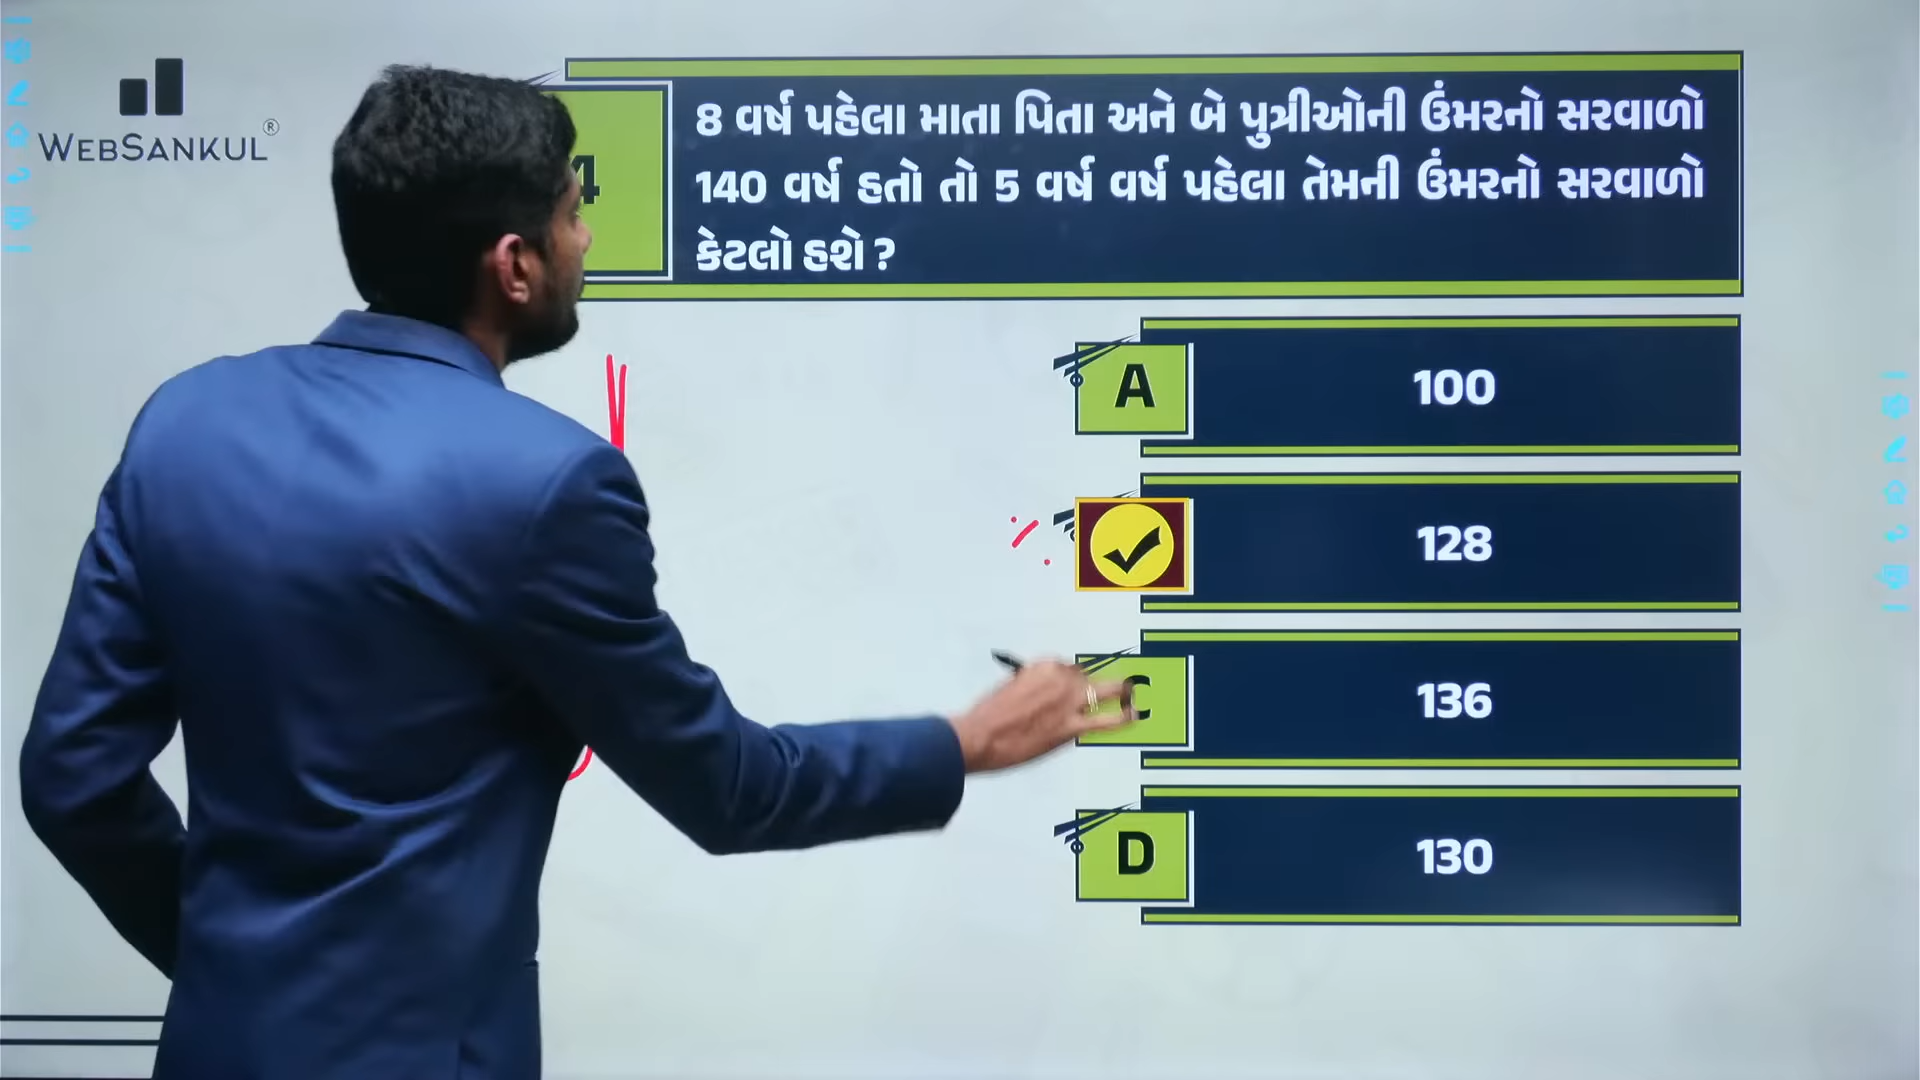 WEBSANKUL®
4
8 વર્ષ પહેલા માતા પિતા અને બે પુત્રીઓની ઉંમરનો સરવાળો
140 વર્ષ હતો તો 5 વર્ષ વર્ષ પહેલા તેમની ઉંમરનો સરવાળો
કેટલો હશે ?
A 100
128
C 136
D 130